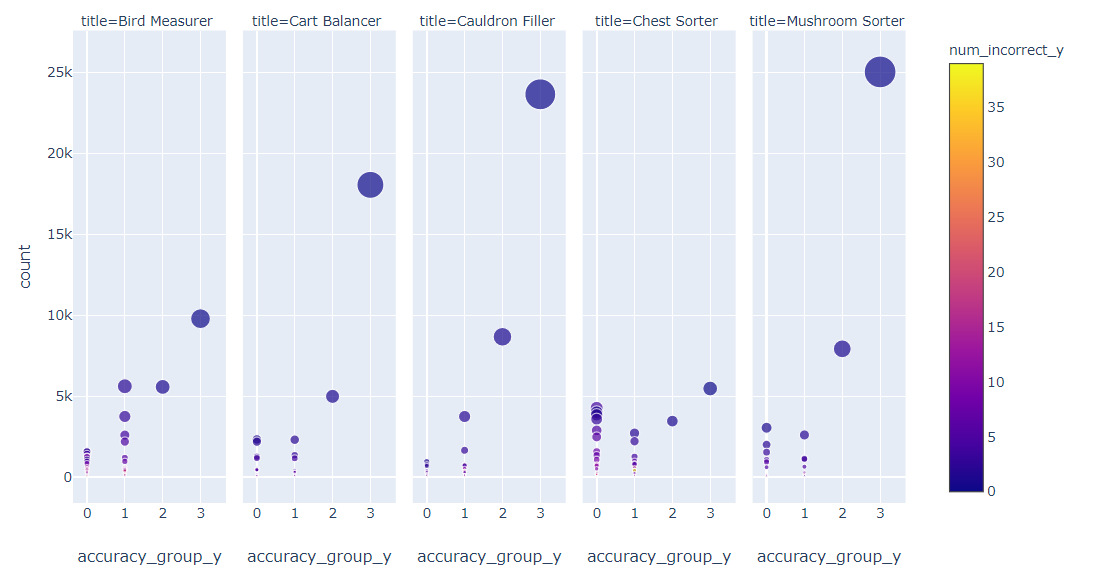 title=Bird Measurer title=Cart Balancer title=Cauldron Filler title=Chest Sorter title=Mushroom Sorter
num_incorrect_y
25k
20k
15k
10k
5k
0
count
35
30
25
20
15
10
5
0
0 1 2 3 0 1 2 3 0 1 2 3 0 1 2 3 0 1 2 3
accuracy_group_y accuracy_group_y accuracy_group_y accuracy_group_y accuracy_group_y